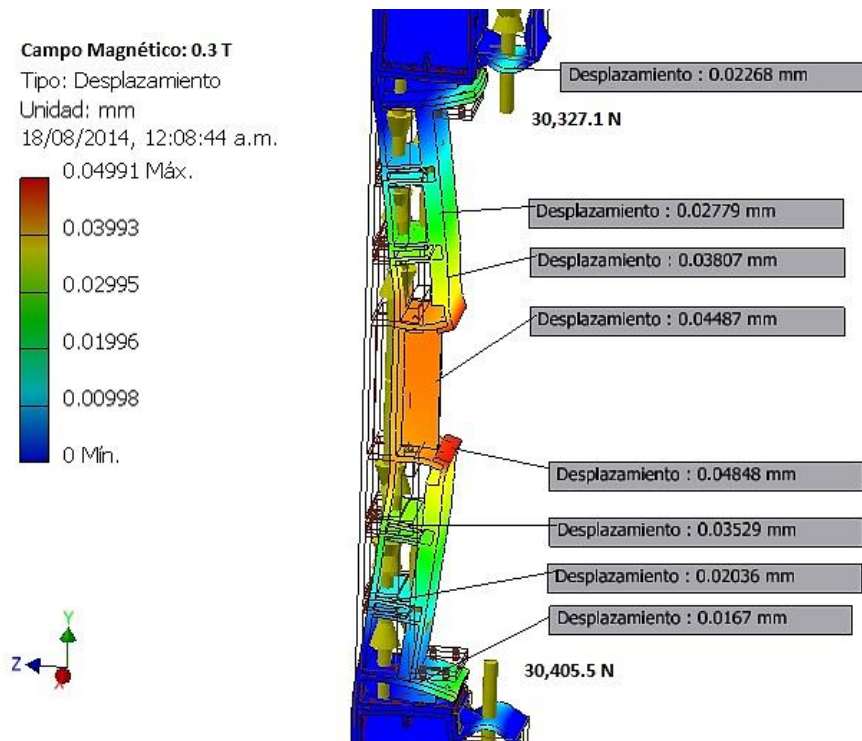 Campo Magnético: 0.3 T
Tipo: Desplazamiento
Unidad: mm
18/08/2014, 12:08:44 a.m.
0.04991 Máx.
0.03993
0.02995
0.01996
0.00998
0 Mín.
Desplazamiento : 0.02268 mm
30,327.1 N
Desplazamiento : 0.02779 mm
Desplazamiento : 0.03807 mm
Desplazamiento : 0.04487 mm
Desplazamiento : 0.04848 mm
Desplazamiento : 0.03529 mm
Desplazamiento : 0.02036 mm
Desplazamiento : 0.0167 mm
30,405.5 N
Y
Z
X